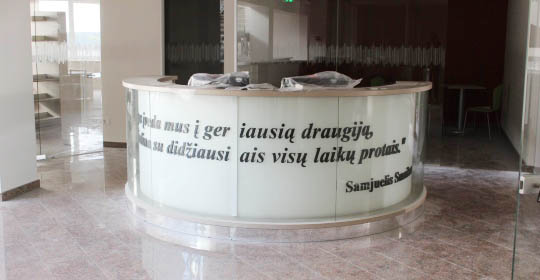 mus į geriausią draugiją,
su didžiausiais visų laikų protais."
Samjuelis